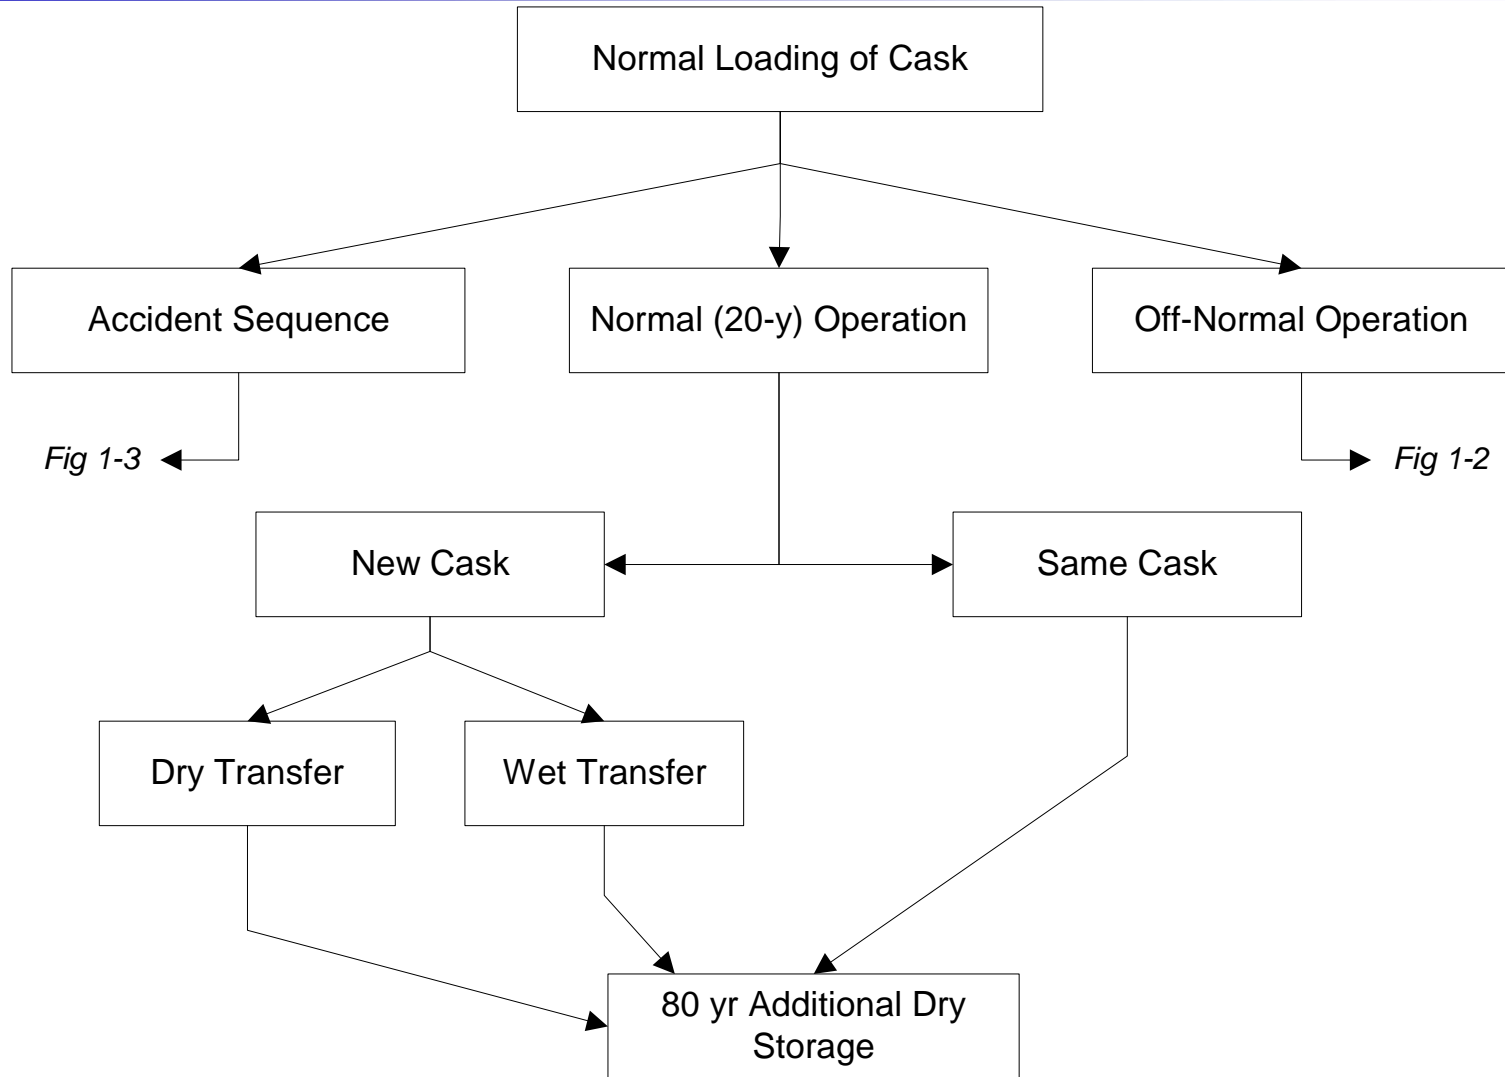 Normal Loading of Cask
Accident Sequence
Normal (20-y) Operation
Off-Normal Operation
Fig 1-3
Fig 1-2
New Cask
Same Cask
Dry Transfer
Wet Transfer
80 yr Additional Dry
Storage